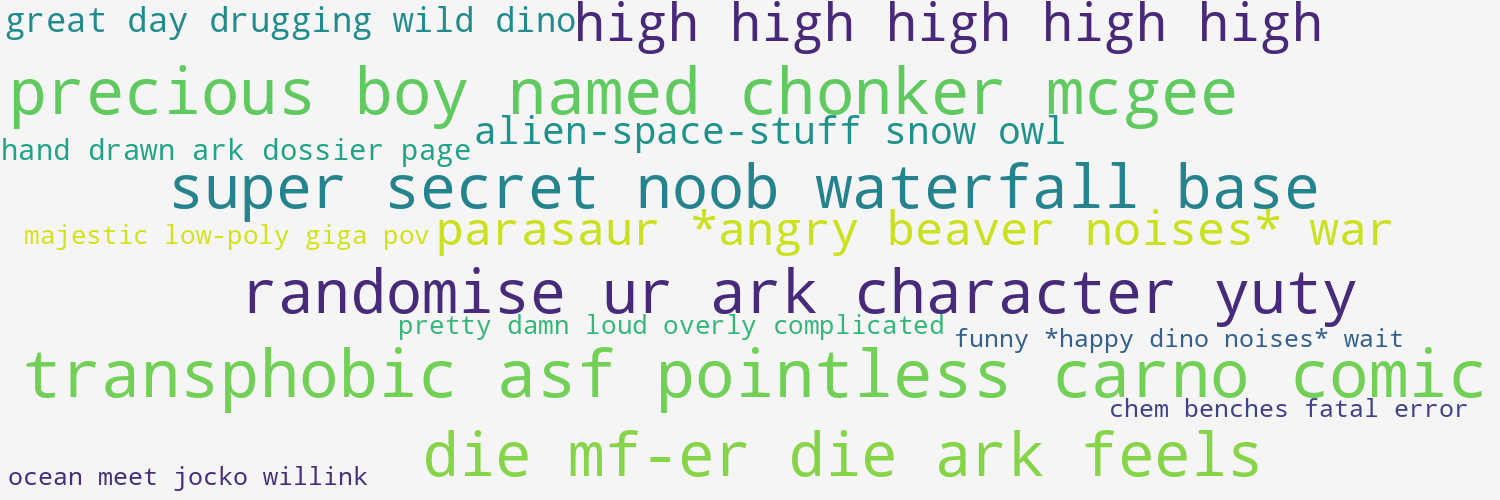 great day drugging wild dino
high high high high high
precious boy named chonker mcgee
alien-space-stuff snow owl
hand drawn ark dossier page
super secret noob waterfall base
parasaur *angry beaver noises* war
majestic low-poly giga pov
randomise ur ark character yuty
pretty damn loud overly complicated
funny *happy dino noises* wait
transphobic asf pointless carno comic
chem benches fatal error
die mf-er die ark feels
ocean meet jocko willink